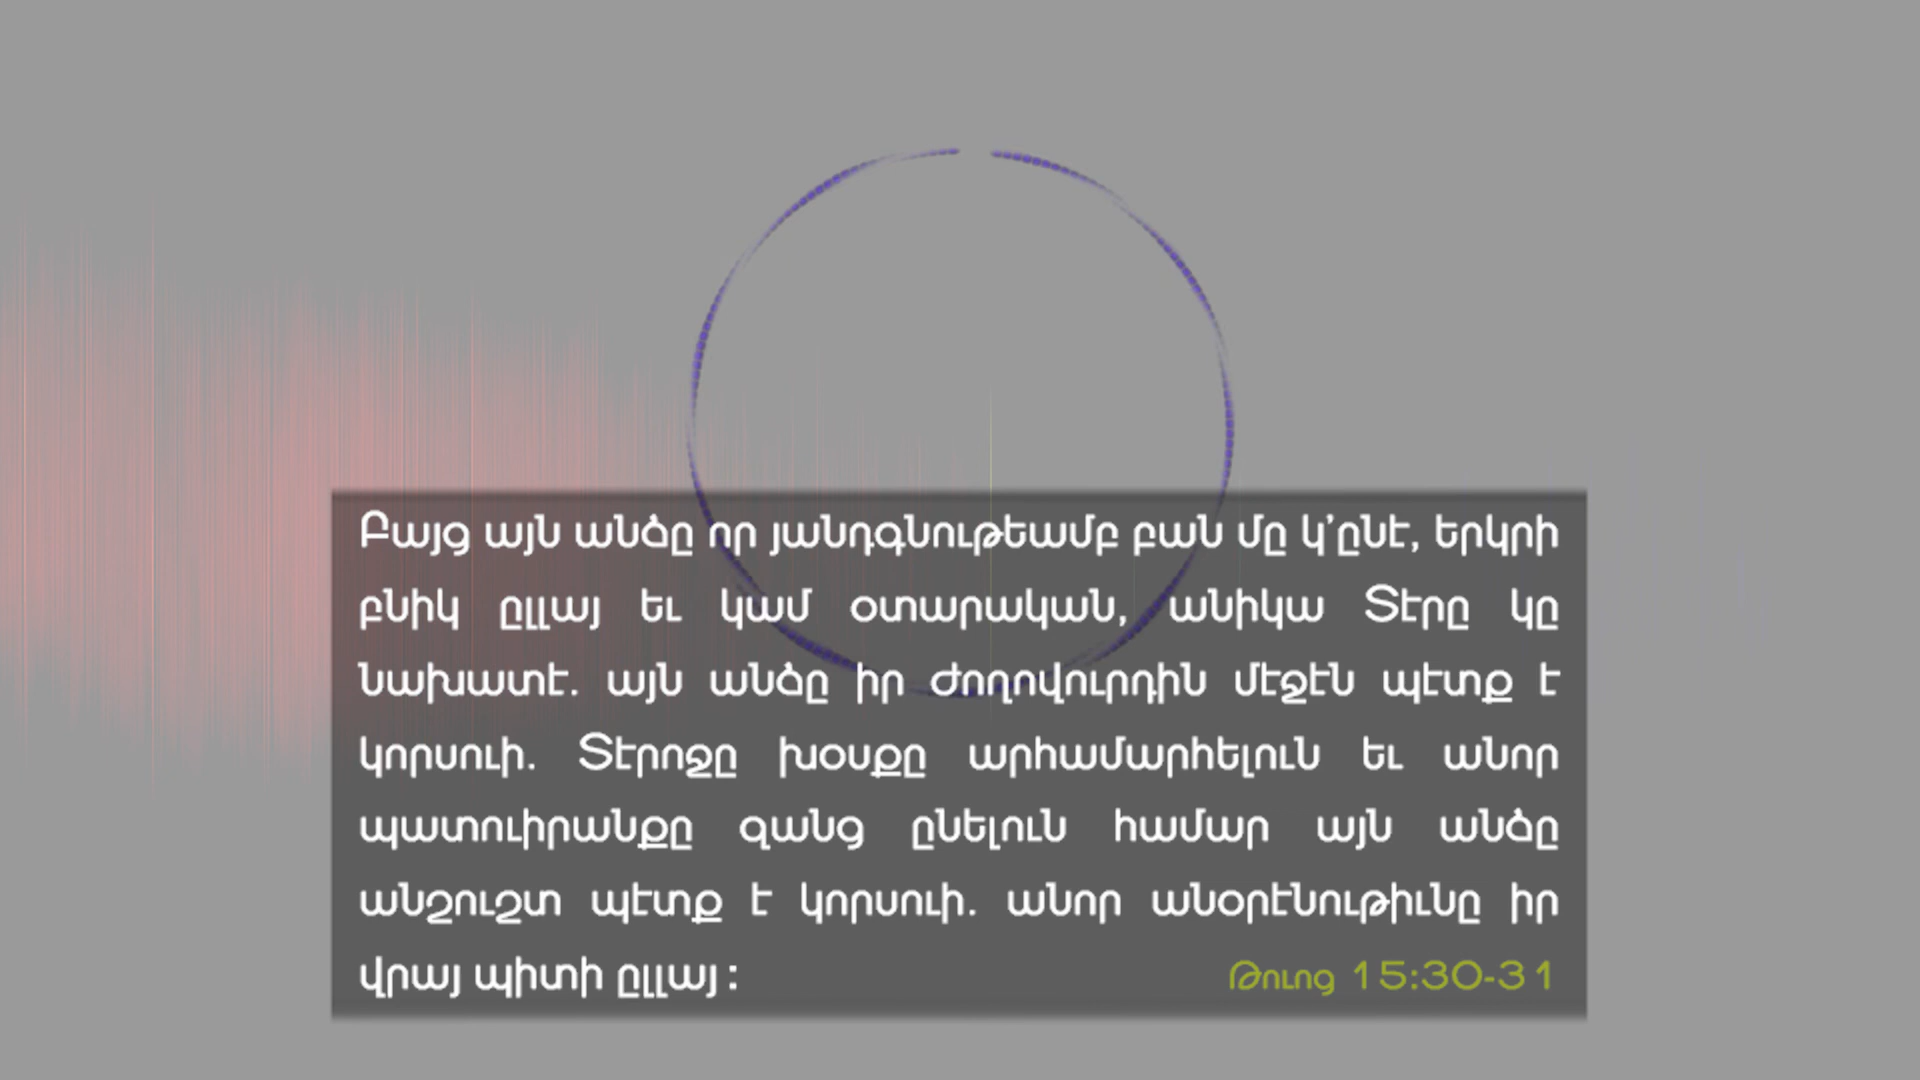 Բայց այն անձը որ յանդգնութեամբ բան մը կ’ընէ, երկրի
բնիկ ըլլայ եւ կամ օտարական, անիկա Տէրը կը
նախատէ. այն անձը իր ժողովուրդին մէջէն պէտք է
կորսուի. Տէրոջը խօսքը արհամարհելուն եւ անոր
պատուիրանքը զանց ընելուն համար այն անձը
անշուշտ պէտք է կորսուի. անոր անօրէնութիւնը իր
վրայ պիտի ըլլայ :
Թուոց 15:30-31